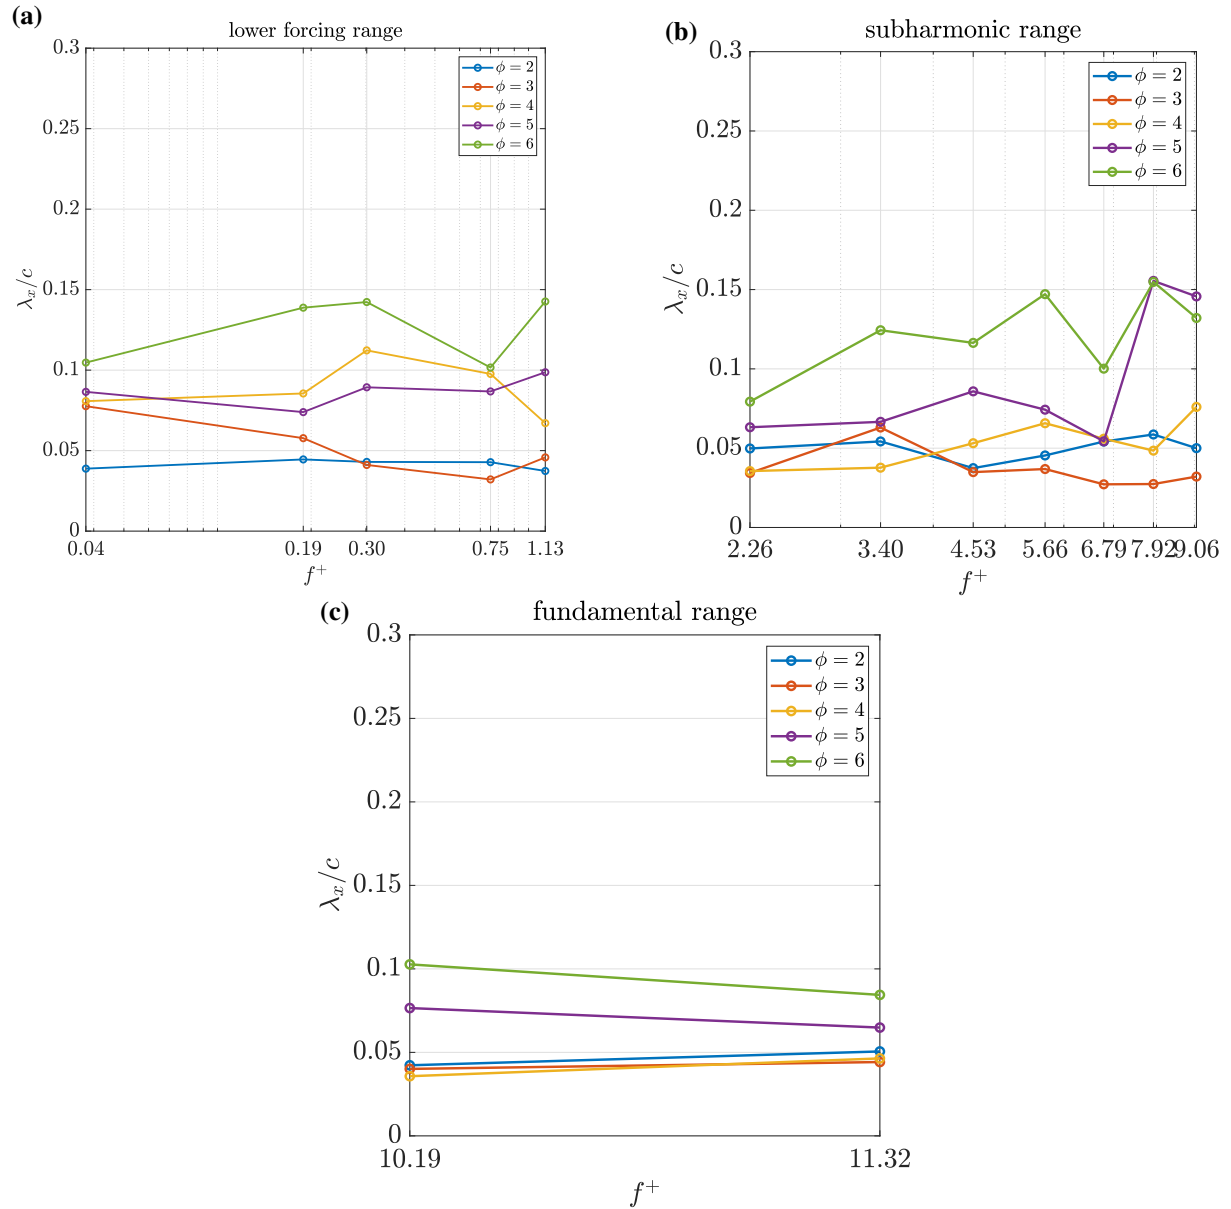 (a)
lower forcing range
0.3
0.25
0.2
0.15
0.1
0.05
0
λx/c
ϕ = 2
ϕ = 3
ϕ = 4
ϕ = 5
ϕ = 6
0.04 0.19 0.30 0.75 1.13
f+
(b)
subharmonic range
0.3
0.25
0.2
0.15
0.1
0.05
0
λx/c
ϕ = 2
ϕ = 3
ϕ = 4
ϕ = 5
ϕ = 6
2.26 3.40 4.53 5.66 6.79 7.92 9.06
f+
(c)
fundamental range
0.3
0.25
0.2
0.15
0.1
0.05
0
λx/c
ϕ = 2
ϕ = 3
ϕ = 4
ϕ = 5
ϕ = 6
10.19 11.32
f+